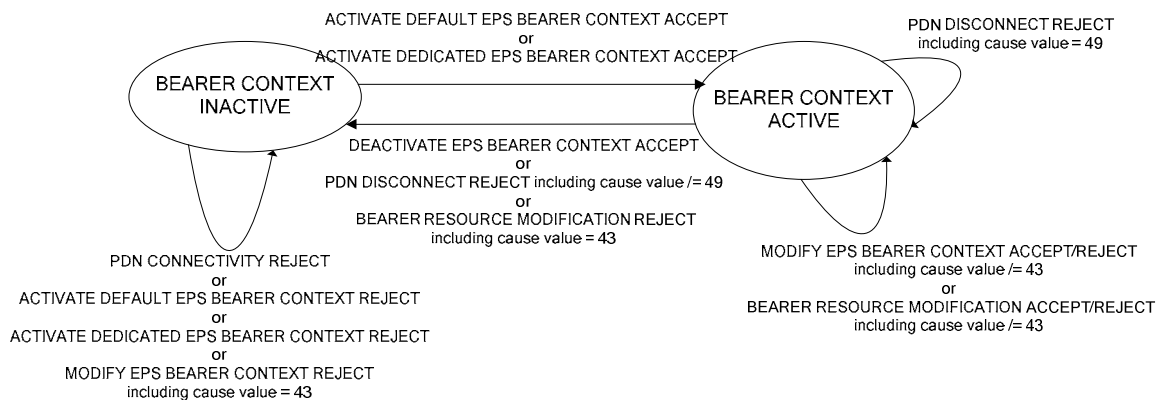 ACTIVATE DEFAULT EPS BEARER CONTEXT ACCEPT
or
ACTIVATE DEDICATED EPS BEARER CONTEXT ACCEPT
PDN DISCONNECT REJECT
including cause value = 49
BEARER CONTEXT
INACTIVE
BEARER CONTEXT
ACTIVE
DEACTIVATE EPS BEARER CONTEXT ACCEPT
or
PDN DISCONNECT REJECT including cause value /= 49
or
BEARER RESOURCE MODIFICATION REJECT
including cause value = 43
PDN CONNECTIVITY REJECT
or
ACTIVATE DEFAULT EPS BEARER CONTEXT REJECT
or
ACTIVATE DEDICATED EPS BEARER CONTEXT REJECT
or
MODIFY EPS BEARER CONTEXT REJECT
including cause value = 43
MODIFY EPS BEARER CONTEXT ACCEPT/REJECT
including cause value /= 43
or
BEARER RESOURCE MODIFICATION ACCEPT/REJECT
including cause value /= 43